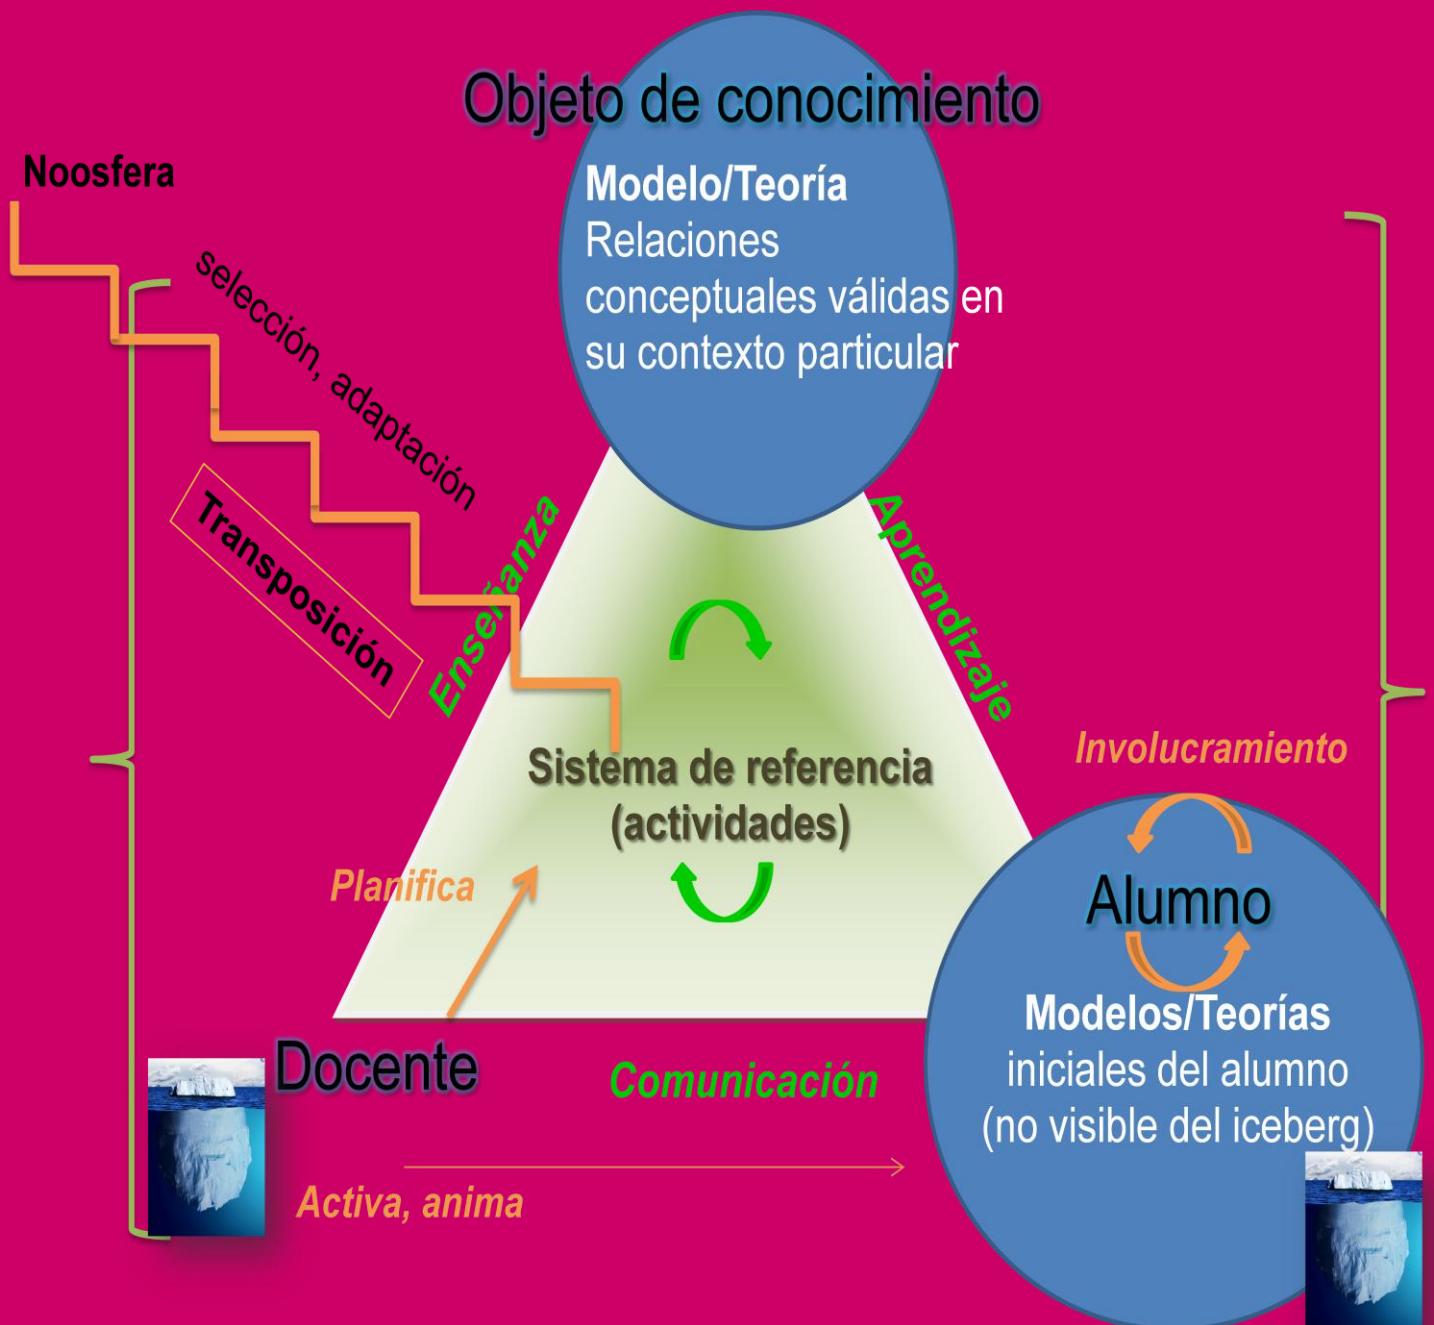 Objeto de conocimiento
Noosfera
Modelo/Teoría
Relaciones
conceptuales válidas en
su contexto particular
selección, adaptación
Transposición
Enseñanza
Aprendizaje
Sistema de referencia
(actividades)
Involucramiento
Planifica
Alumno
Modelos/Teorías
iniciales del alumno
(no visible del iceberg)
Docente
Comunicación
Activa, anima